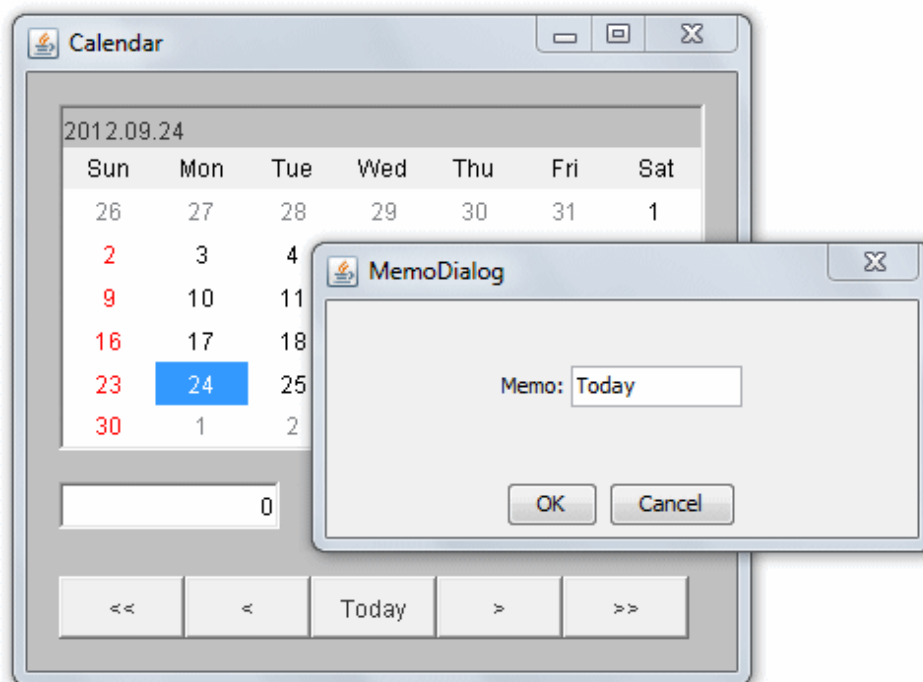 Calendar
2012.09.24
Sun Mon Tue Wed Thu Fri Sat
26 27 28 29 30 31 1
2 3 4
9 10 11
16 17 18
23 24 25
30 1 2
0
<< < Today > >>
MemoDialog
Memo: Today
OK Cancel